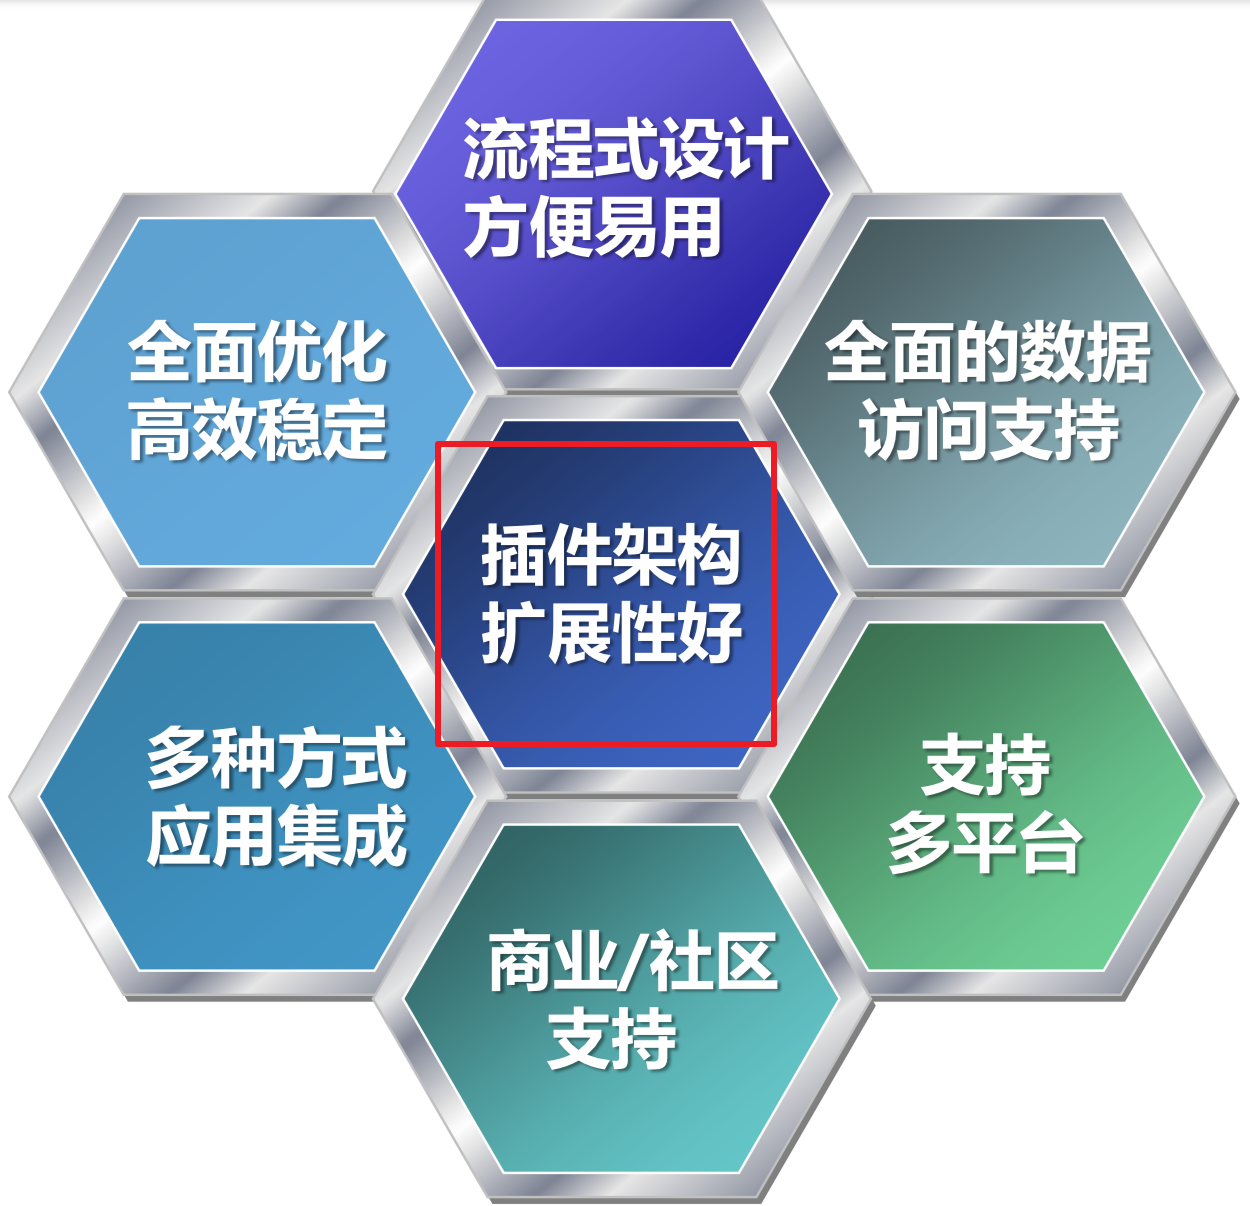 流程式设计
方便易用
全面优化
高效稳定
全面的数据
访问支持
插件架构
扩展性好
多种方式
应用集成
支持
多平台
商业/社区
支持